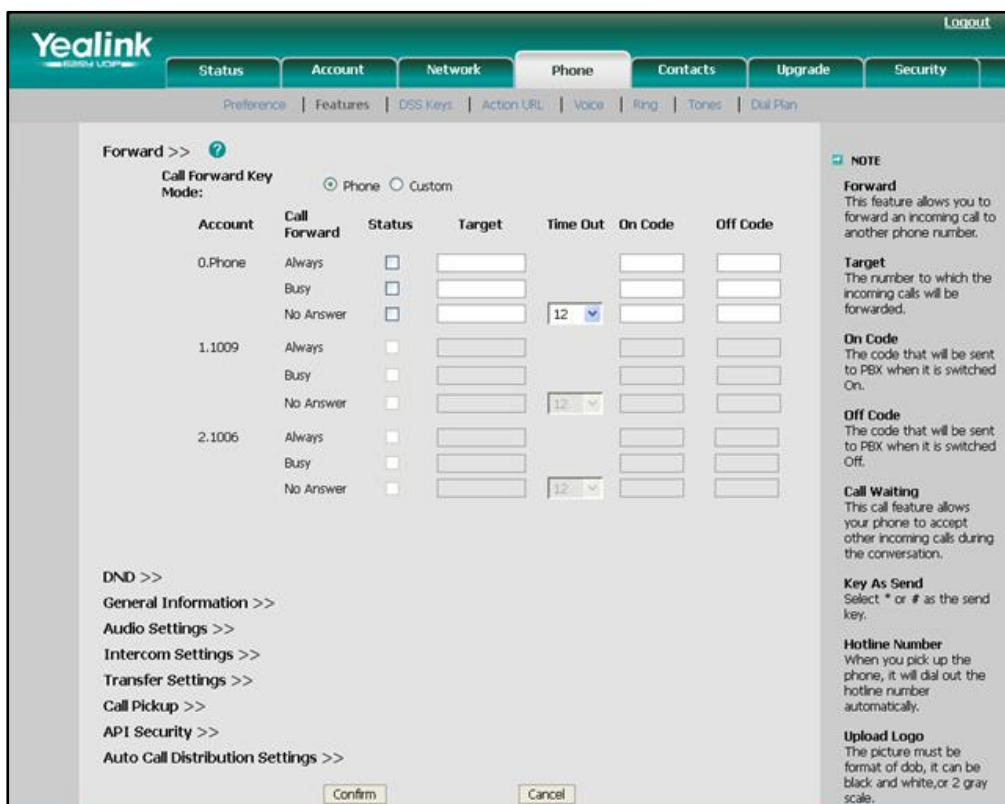 Logout
Yealink
EASY VOIP
Status Account Network Phone Contacts Upgrade Security
Preference | Features | DSS Keys | Action URL | Voice | Ring | Tones | Dial Plan
Forward >> ?
Call Forward Key Mode: Phone Custom
Account Call Forward Status Target Time Out On Code Off Code
0.Phone Always
Busy
No Answer 12
1.1009 Always
Busy
No Answer 12
2.1006 Always
Busy
No Answer 12
DND >>
General Information >>
Audio Settings >>
Intercom Settings >>
Transfer Settings >>
Call Pickup >>
API Security >>
Auto Call Distribution Settings >>
Confirm Cancel
NOTE
Forward
This feature allows you to
forward an incoming call to
another phone number.
Target
The number to which the
incoming calls will be
forwarded.
On Code
The code that will be sent
to PBX when it is switched
On.
Off Code
The code that will be sent
to PBX when it is switched
Off.
Call Waiting
This call feature allows
your phone to accept
other incoming calls during
the conversation.
Key As Send
Select * or # as the send
key.
Hotline Number
When you pick up the
phone, it will dial out the
hotline number
automatically.
Upload Logo
The picture must be
format of dob, it can be
black and white,or 2 gray
scale.